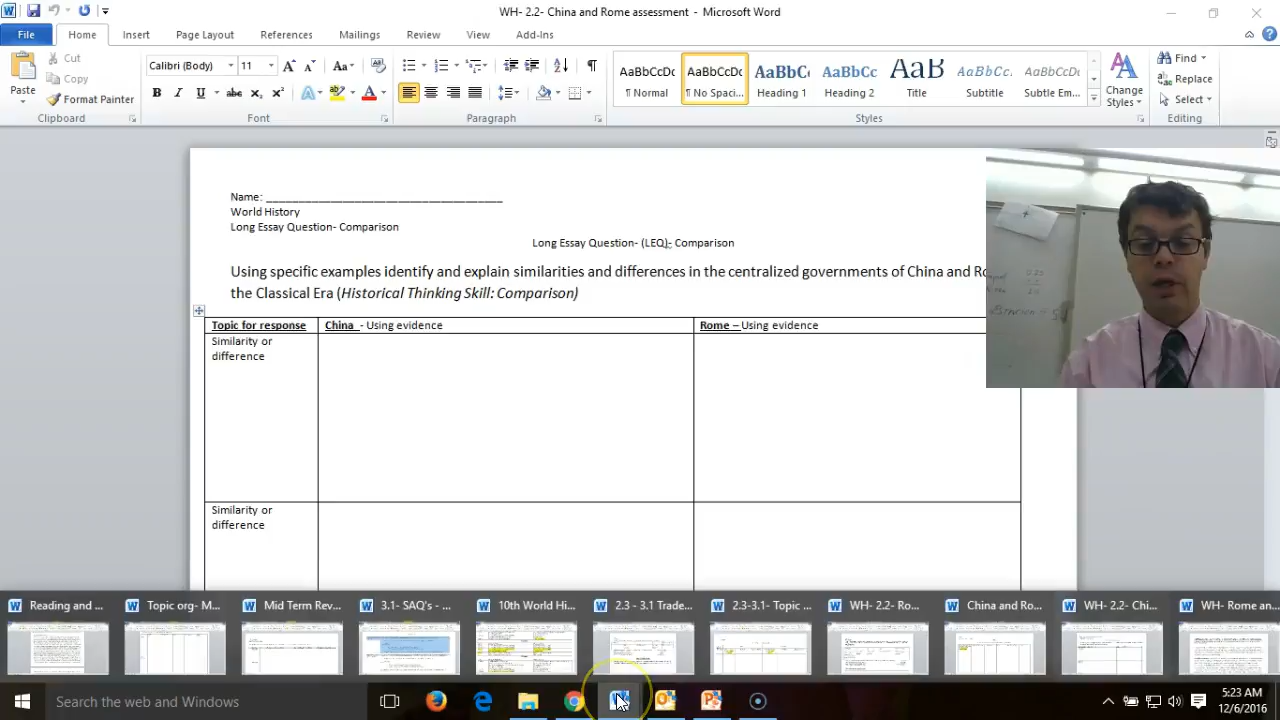 WH- 2.2- China and Rome assessment - Microsoft Word
File Home Insert Page Layout References Mailings Review View Add-Ins
Paste
Cut
Copy
Format Painter
Clipboard
Calibri (Body) 11
Font
Paragraph
AaBbCcDc AaBbCcDc AaBbCc AaBbCc AaB AaBbCcDc AaBbCcDc
¶ Normal ¶ No Spaci... Heading 1 Heading 2 Title Subtitle Subtle Em...
Change
Styles
Styles
Find
Replace
Select
Editing
Name: ______________________________________
World History
Long Essay Question- Comparison
Long Essay Question- (LEQ)- Comparison
Using specific examples identify and explain similarities and differences in the centralized governments of China and
the Classical Era (Historical Thinking Skill: Comparison)
Topic for response China - Using evidence Rome – Using evidence
Similarity or
difference
Similarity or
difference
Reading and ... Topic org- M... Mid Term Rev... 3.1- SAQ's - ... 10th World Hi... 2.3 - 3.1 Trade... 2.3-3.1- Topic ... WH- 2.2- Ro... China and Ro... WH- 2.2- Chi... WH- Rome an...
Search the web and Windows
5:23 AM
12/6/2016